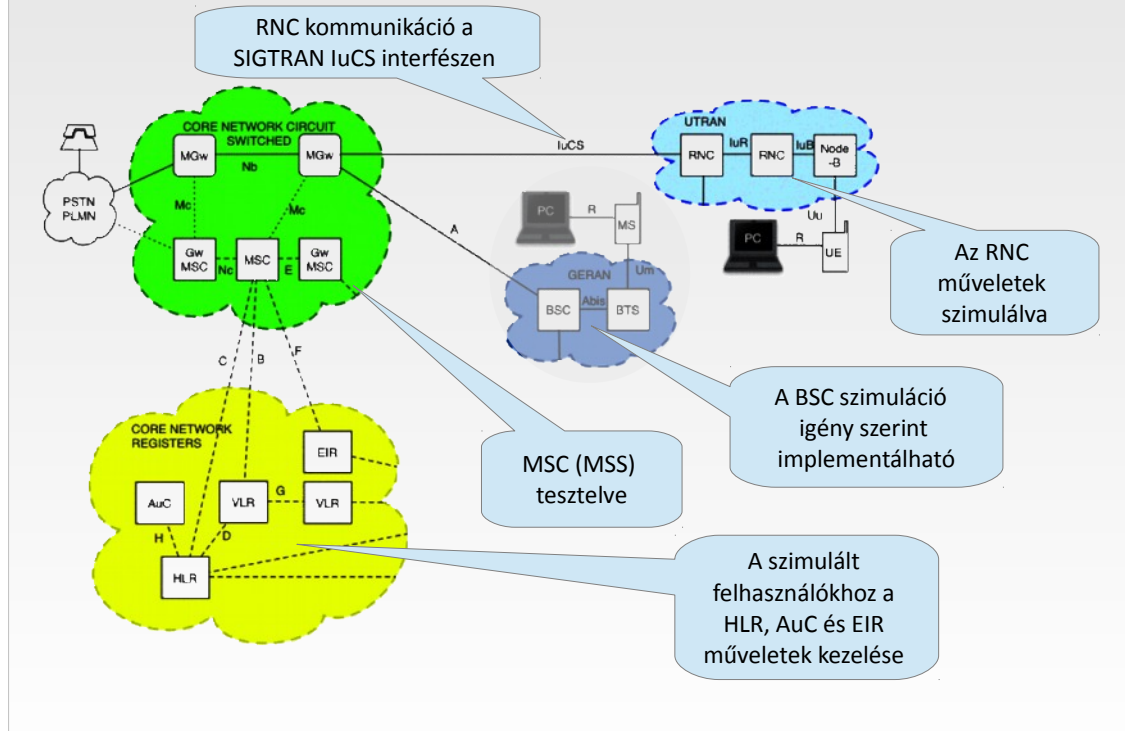 RNC kommunikáció a
SIGTRAN IuCS interfészen
CORE NETWORK CIRCUIT
SWITCHED
MGw
Nb
MGw
Mc
Mc
PSTN
PLMN
Gw
MSC
Nc
MSC
E
Gw
MSC
IuCS
A
UTRAN
RNC
IuR
RNC
IuB
Node
-B
Uu
PC
R
UE
PC
R
MS
Um
GERAN
BSC
Abis
BTS
Az RNC
műveletek
szimulálva
C
B
F
CORE NETWORK
REGISTERS
EIR
AuC
VLR
G
VLR
H
D
HLR
MSC (MSS)
tesztelve
A BSC szimuláció
igény szerint
implementálható
A szimulált
felhasználókhoz a
HLR, AuC és EIR
műveletek kezelése